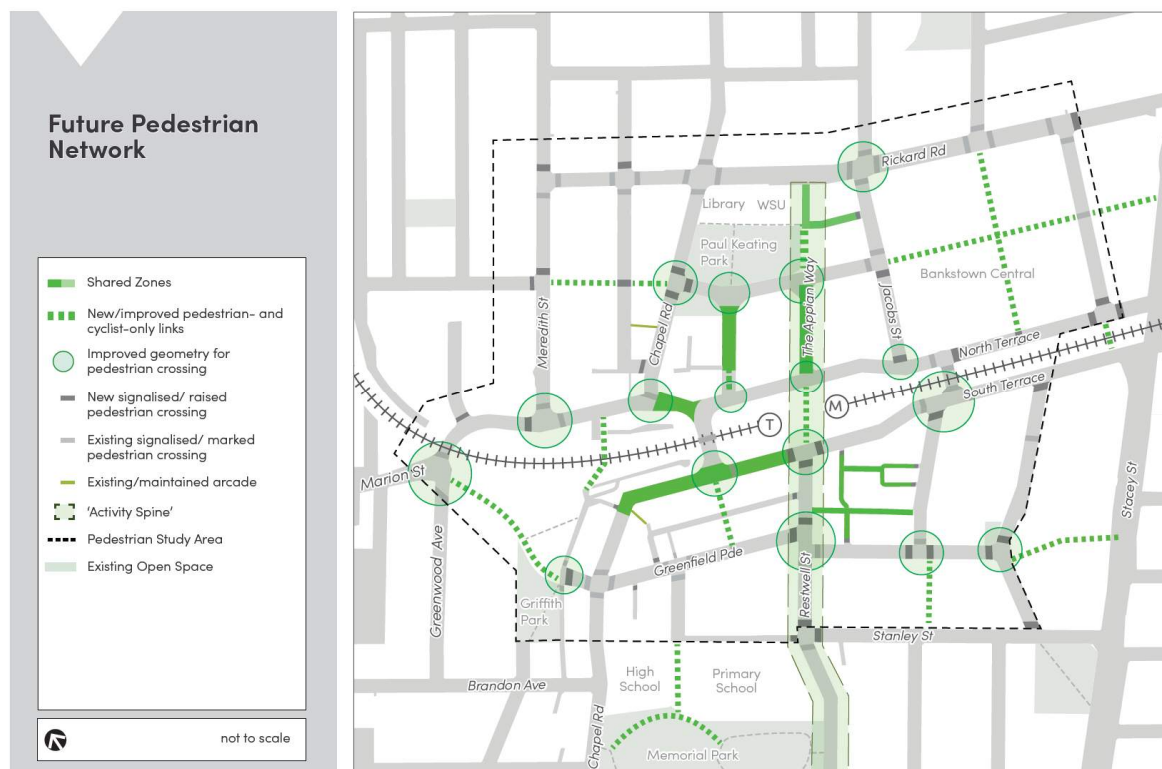 Future Pedestrian
Network
Shared Zones
New/improved pedestrian- and
cyclist-only links
Improved geometry for
pedestrian crossing
New signalised/ raised
pedestrian crossing
Existing signalised/ marked
pedestrian crossing
Existing/maintained arcade
'Activity Spine'
Pedestrian Study Area
Existing Open Space
not to scale
Rickard Rd
Library
WSU
Paul Keating
Park
The Appian Way
Bankstown Central
Jacobs St
Meredith St
Chapel Rd
North Terrace
South Terrace
M
T
Marion St
Stacey St
Greenwood Ave
Greenfield Pde
Restwell St
Griffith
Park
Stanley St
High
School
Primary
School
Brandon Ave
Chapel Rd
Memorial Park